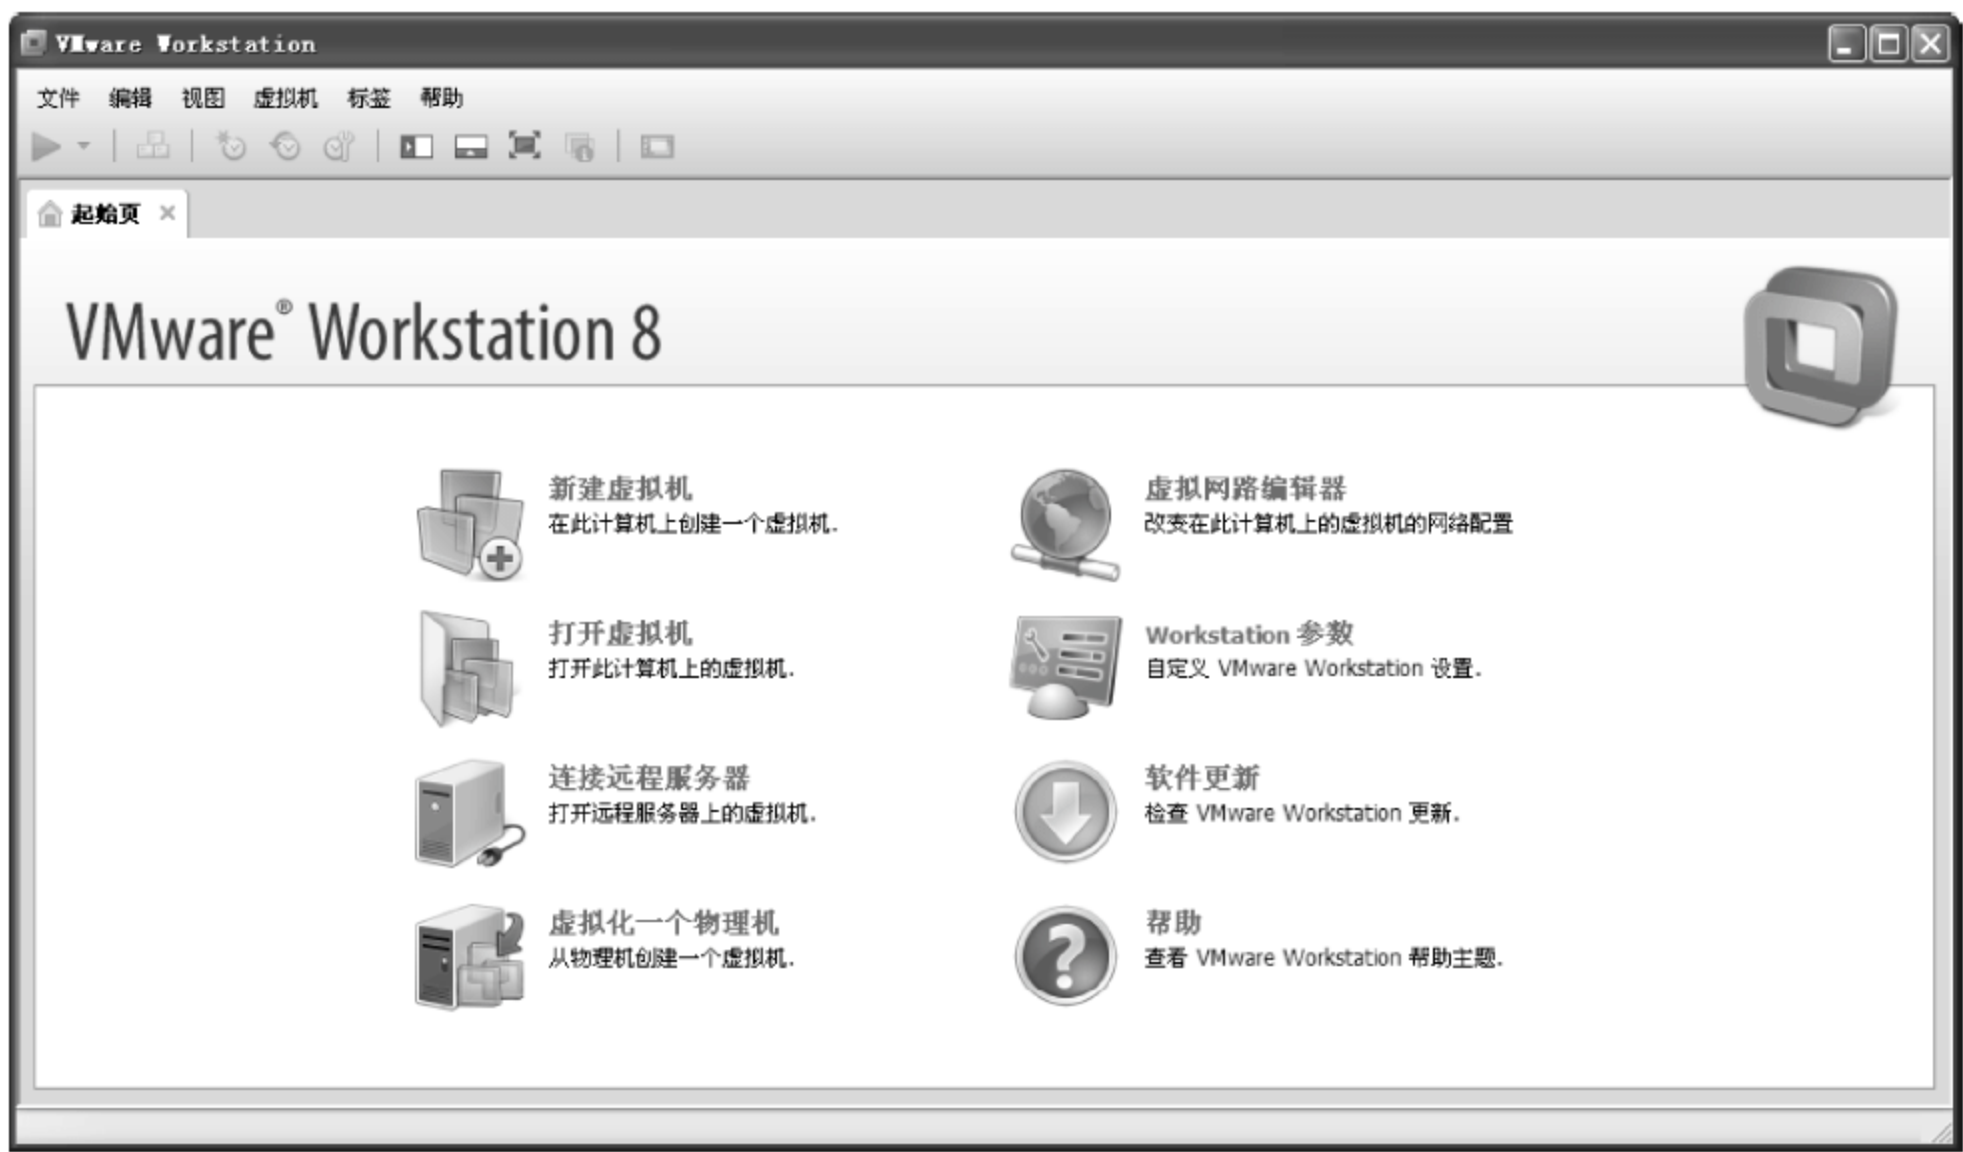 VMware Workstation
文件 编辑 视图 虚拟机 标签 帮助
起始页
VMware® Workstation 8
新建虚拟机
在此计算机上创建一个虚拟机.
打开虚拟机
打开此计算机上的虚拟机.
连接远程服务器
打开远程服务器上的虚拟机.
虚拟化一个物理机
从物理机创建一个虚拟机.
虚拟网路编辑器
改变在此计算机上的虚拟机的网络配置
Workstation 参数
自定义 VMware Workstation 设置.
软件更新
检查 VMware Workstation 更新.
帮助
查看 VMware Workstation 帮助主题.